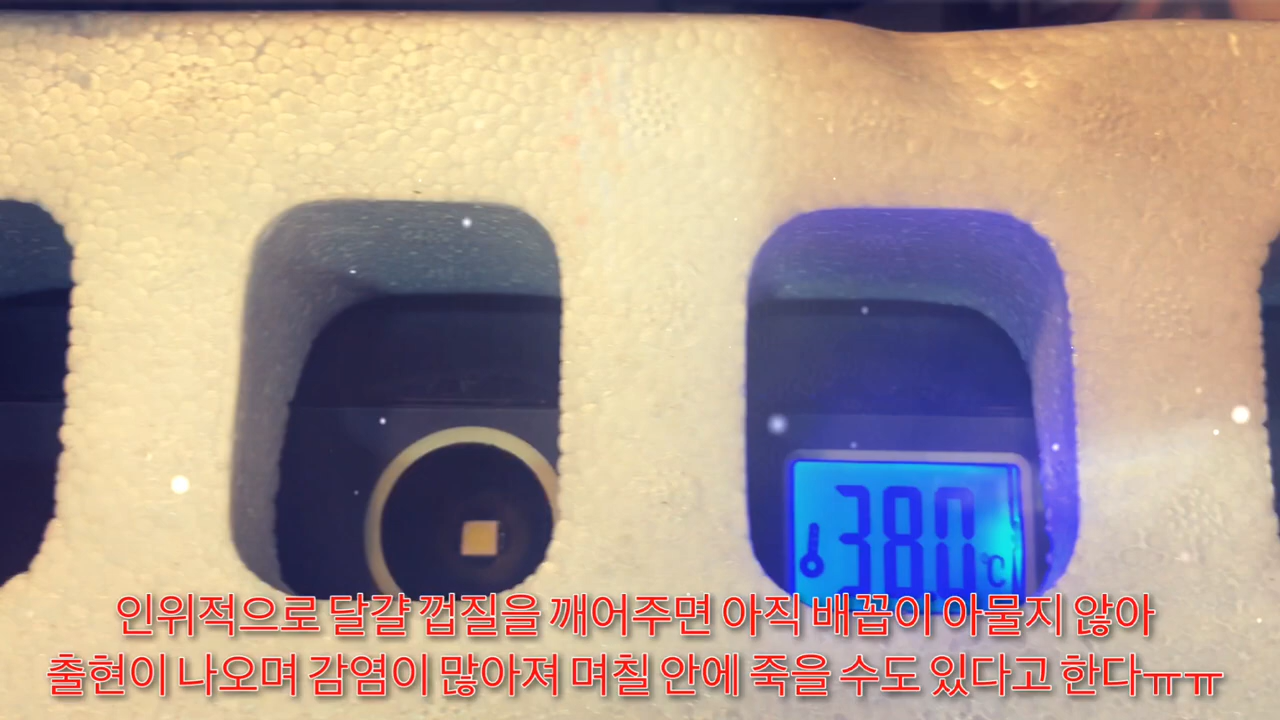 380
°C
인위적으로 달걀 껍질을 깨어주면 아직 배꼽이 아물지 않아
출현이 나오며 감염이 많아져 며칠 안에 죽을 수도 있다고 한다ㅠㅠ